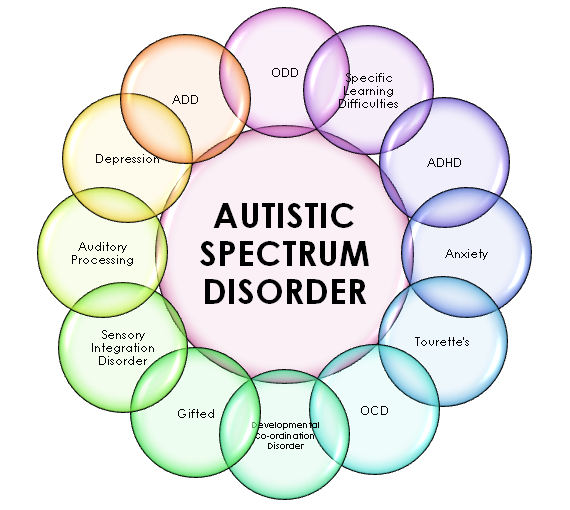 AUTISTIC
SPECTRUM
DISORDER
ODD
Specific
Learning
Difficulties
ADHD
Anxiety
Tourette's
OCD
Developmental
Co-ordination
Disorder
Gifted
Sensory
Integration
Disorder
Auditory
Processing
Depression
ADD